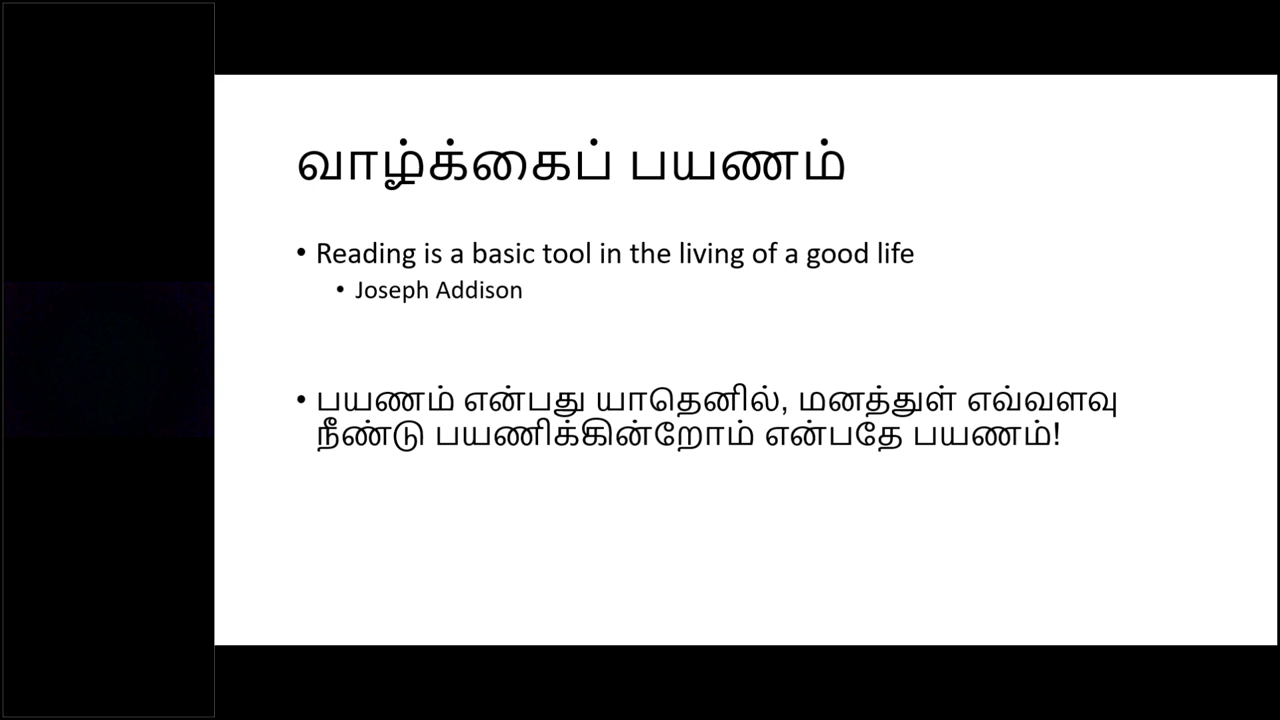 வாழ்க்கைப் பயணம்
• Reading is a basic tool in the living of a good life
• Joseph Addison
• பயணம் என்பது யாதெனில், மனத்துள் எவ்வளவு
நீண்டு பயணிக்கின்றோம் என்பதே பயணம்!